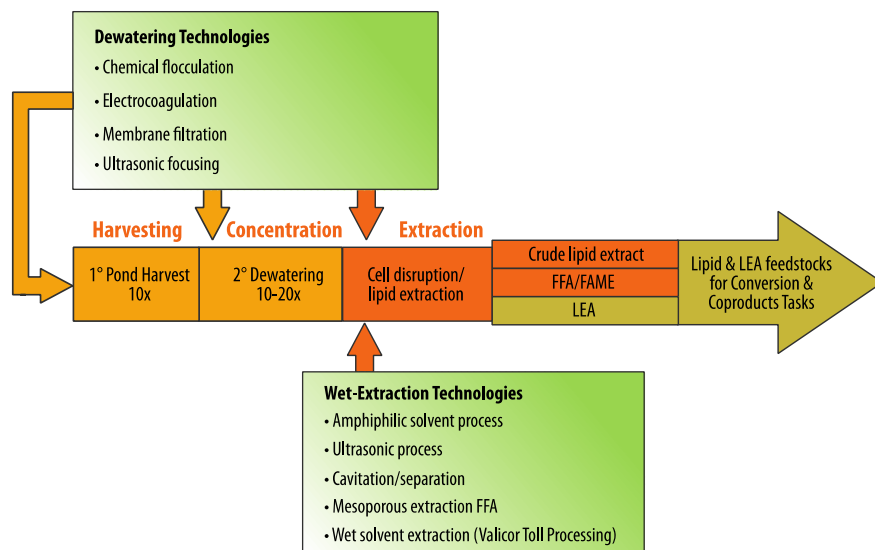 Dewatering Technologies
• Chemical flocculation
• Electrocoagulation
• Membrane filtration
• Ultrasonic focusing
Harvesting
Concentration
Extraction
1° Pond Harvest
10x
2° Dewatering
10-20x
Cell disruption/
lipid extraction
Crude lipid extract
FFA/FAME
LEA
Lipid & LEA feedstocks
for Conversion &
Coproducts Tasks
Wet-Extraction Technologies
• Amphiphilic solvent process
• Ultrasonic process
• Cavitation/separation
• Mesoporous extraction FFA
• Wet solvent extraction (Valicor Toll Processing)